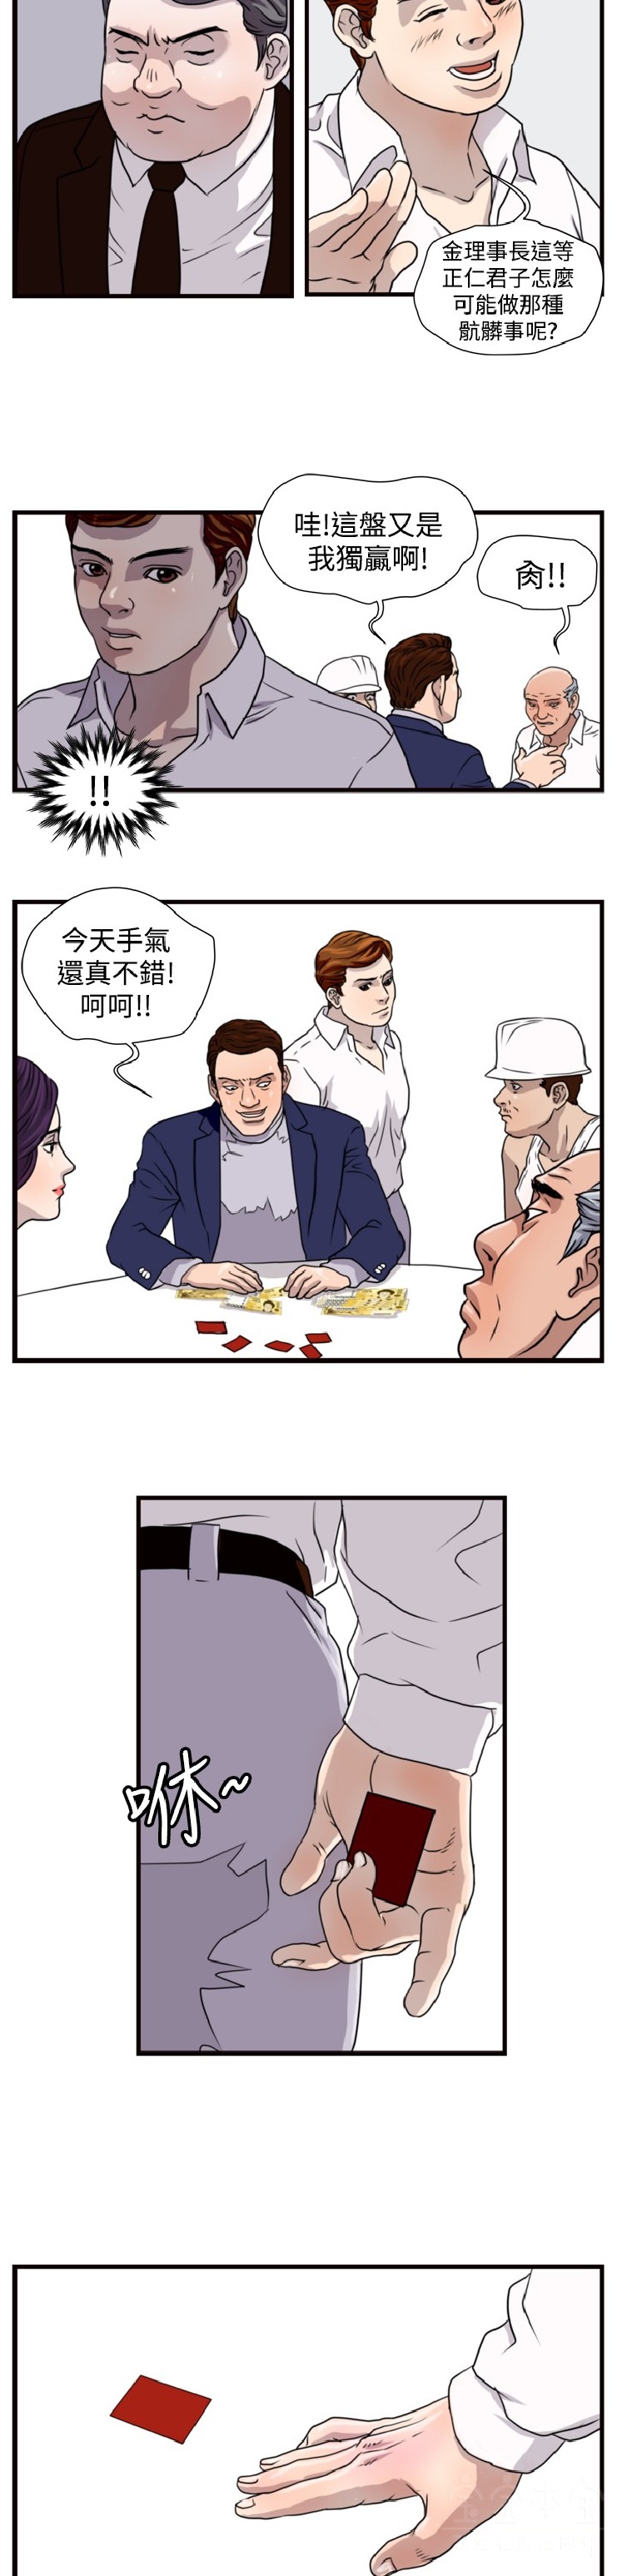 金理事長這等
正仁君子怎麼
可能做那種
骯髒事呢?
哇!這盤又是
我獨贏啊!
肏!!
!!
今天手氣
還真不錯!
呵呵!!
咻~